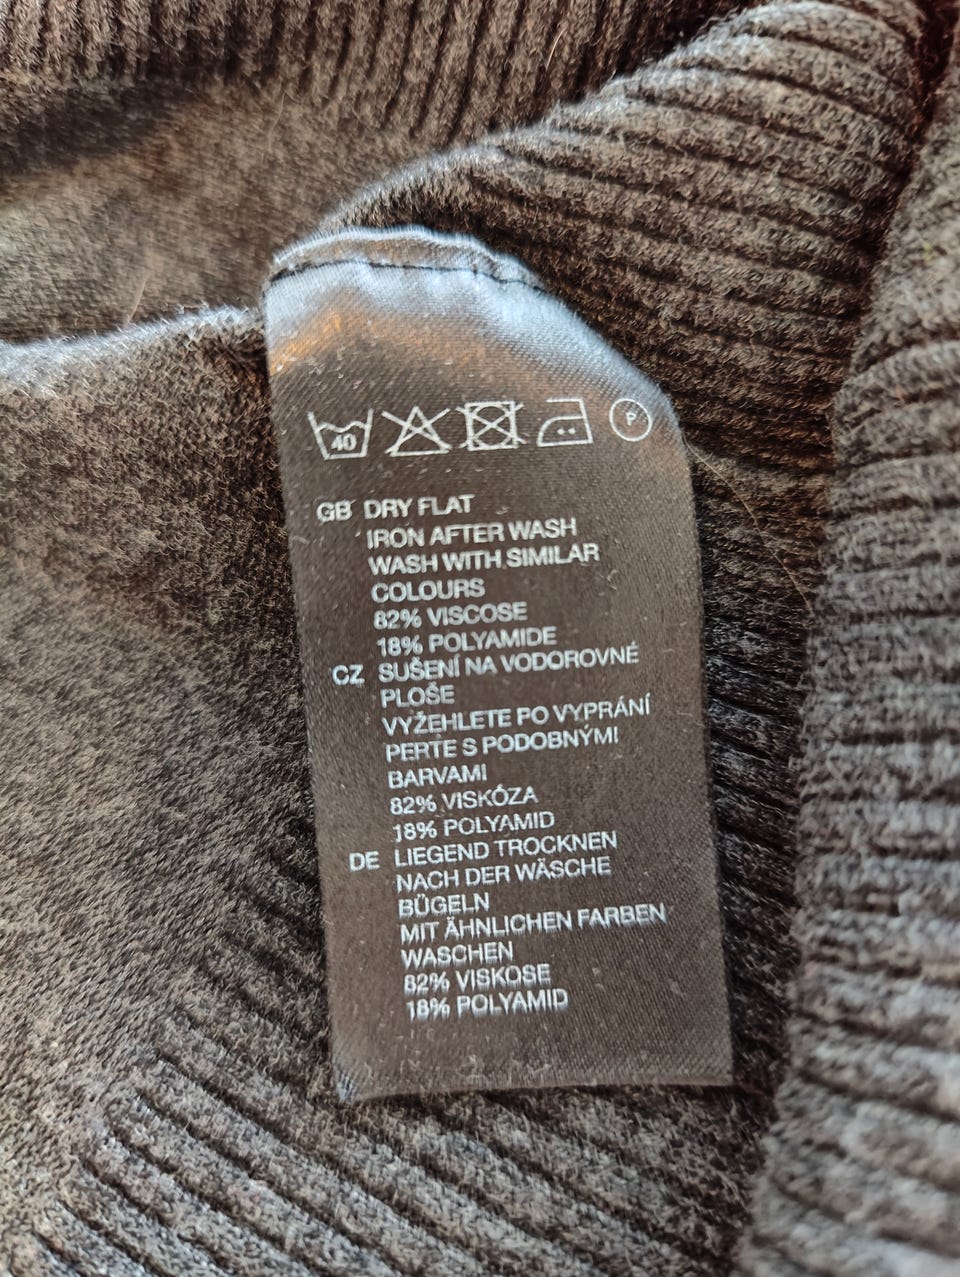 40 P
GB DRY FLAT
IRON AFTER WASH
WASH WITH SIMILAR
COLOURS
82% VISCOSE
18% POLYAMIDE
CZ SUŠENÍ NA VODOROVNÉ
PLOŠE
VYŽEHLETE PO VYPRÁNÍ
PERTE S PODOBNÝMI
BARVAMI
82% VISKÓZA
18% POLYAMID
DE LIEGEND TROCKNEN
NACH DER WÄSCHE
BÜGELN
MIT ÄHNLICHEN FARBEN
WASCHEN
82% VISKOSE
18% POLYAMID